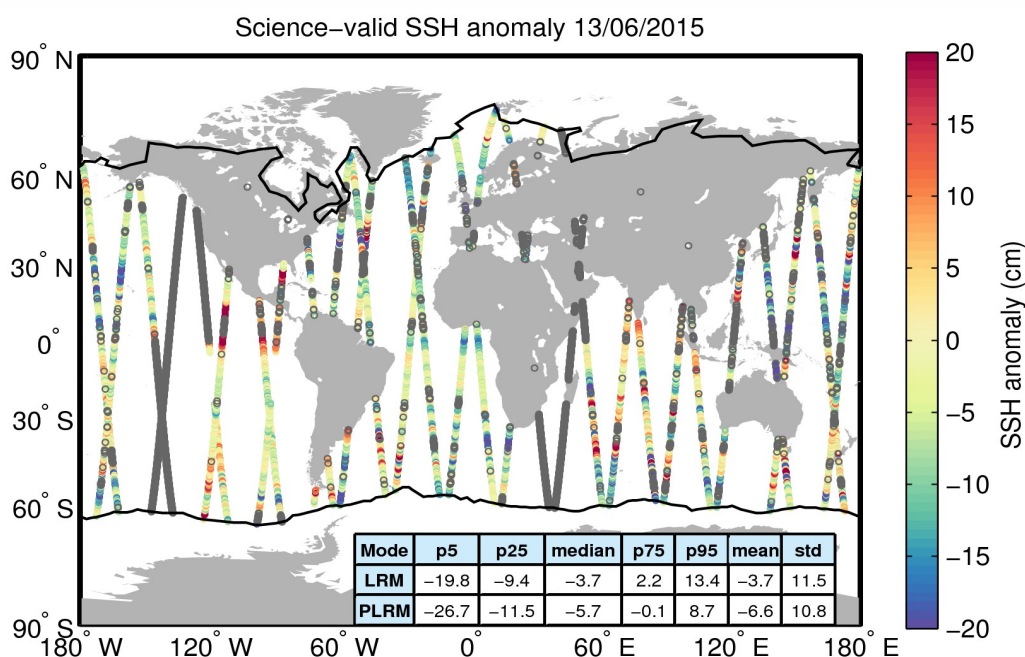 Science−valid SSH anomaly 13/06/2015
90° N
60° N
30° N
0°
30° S
60° S
90° S
180° W
120° W
60° W
0°
60° E
120° E
180° E
Mode p5 p25 median p75 p95 mean std
LRM −19.8 −9.4 −3.7 2.2 13.4 −3.7 11.5
PLRM −26.7 −11.5 −5.7 −0.1 8.7 −6.6 10.8
20
15
10
5
0
−5
−10
−15
−20
SSH anomaly (cm)